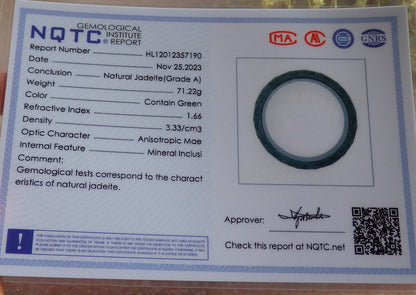 NQTC GEMOLOGICAL
INSTITUTE
® REPORT
Report Number HL12012357190
Date Nov 25,2023
Conclusion Natural Jadeite(Grade A)
Weight 71.22g
Color Contain Green
Refractive Index 1.66
Density 3.33/cm3
Optic Character Anisotropic Mae
Internal Feature Mineral Inclusi
Comment:
Gemological tests correspond to the charact
eristics of natural jadeite.
MA
Approver:
Check this report at NQTC.net